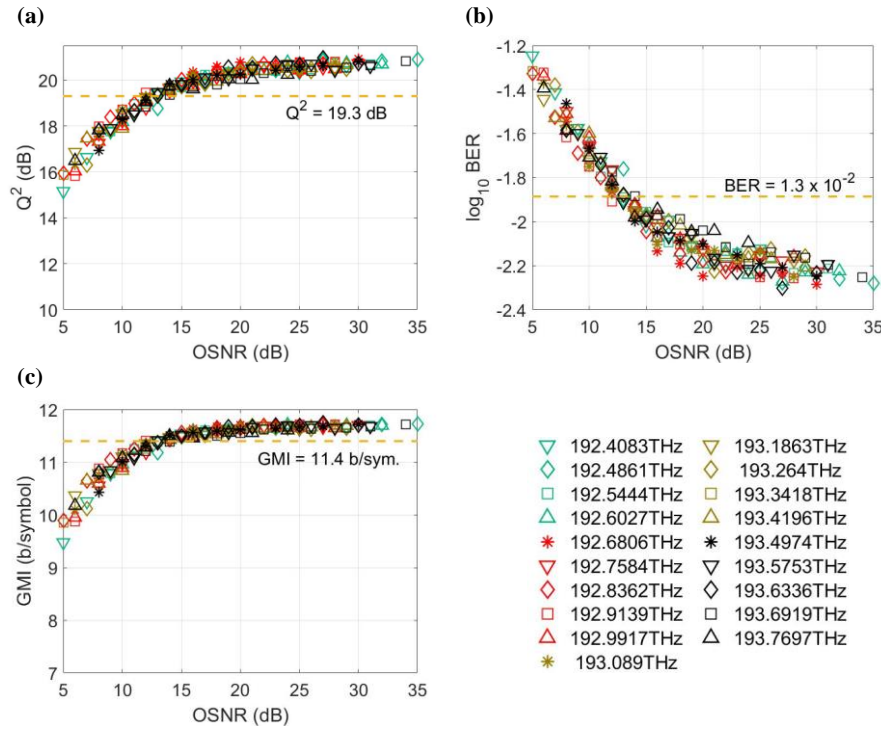 (a)
22
20
18
16
14
12
10
Q² (dB)
Q² = 19.3 dB
5 10 15 20 25 30 35
OSNR (dB)
(b)
-1.2
-1.4
-1.6
-1.8
-2
-2.2
-2.4
log₁₀ BER
BER = 1.3 x 10⁻²
5 10 15 20 25 30 35
OSNR (dB)
(c)
12
11
10
9
8
7
GMI (b/symbol)
GMI = 11.4 b/sym.
5 10 15 20 25 30 35
OSNR (dB)
192.4083THz
192.4861THz
192.5444THz
192.6027THz
192.6806THz
192.7584THz
192.8362THz
192.9139THz
192.9917THz
193.089THz
193.1863THz
193.264THz
193.3418THz
193.4196THz
193.4974THz
193.5753THz
193.6336THz
193.6919THz
193.7697THz